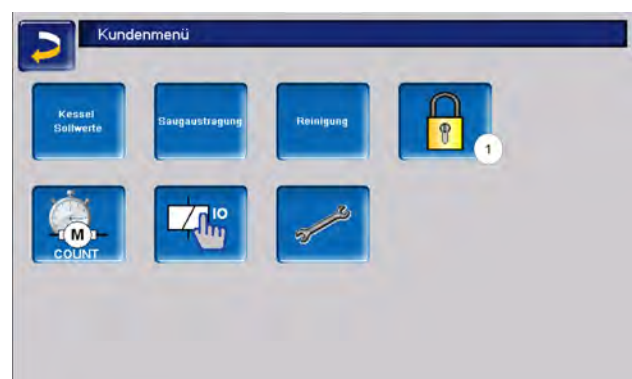 Kundenmenü
Kessel
Sollwerte
Saugaustragung
Reinigung
1
M
COUNT
IO